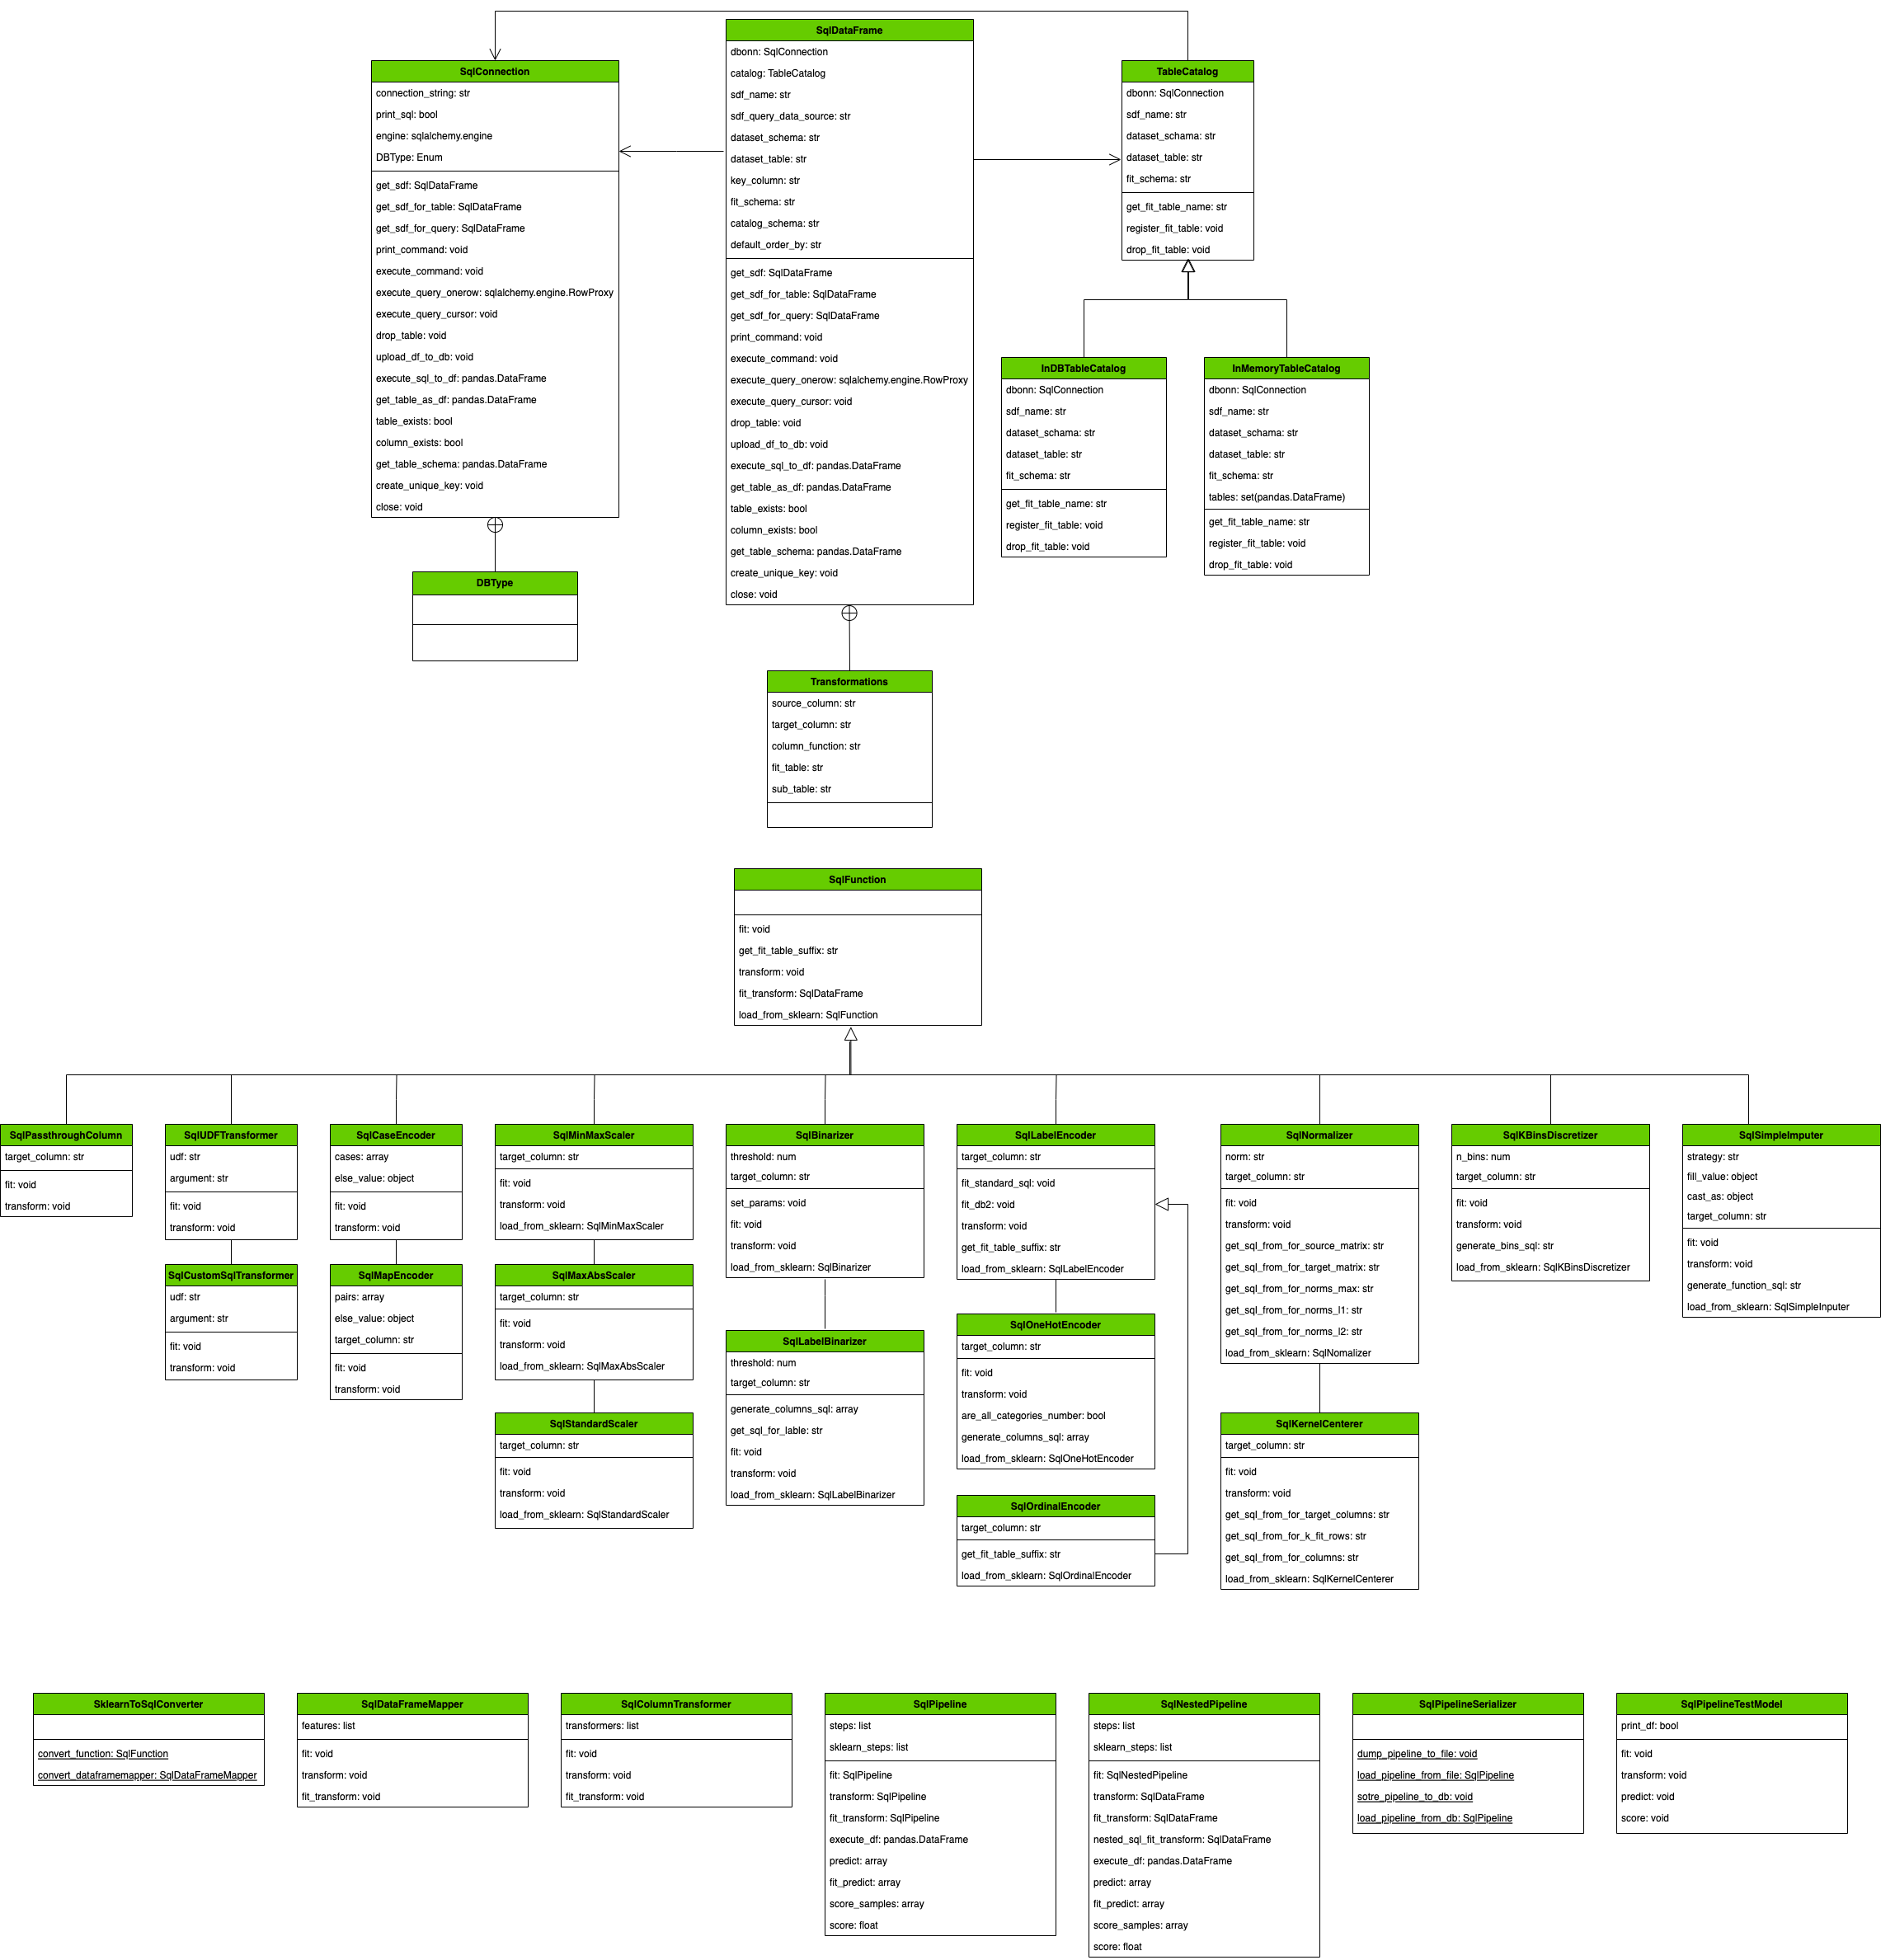 SqlConnection
connection_string: str
print_sql: bool
engine: sqlalchemy.engine
DBType: Enum
get_sdf: SqlDataFrame
get_sdf_for_table: SqlDataFrame
get_sdf_for_query: SqlDataFrame
print_command: void
execute_command: void
execute_query_onerow: sqlalchemy.engine.RowProxy
execute_query_cursor: void
drop_table: void
upload_df_to_db: void
execute_sql_to_df: pandas.DataFrame
get_table_as_df: pandas.DataFrame
table_exists: bool
column_exists: bool
get_table_schema: pandas.DataFrame
create_unique_key: void
close: void
DBType
SqlDataFrame
dbonn: SqlConnection
catalog: TableCatalog
sdf_name: str
sdf_query_data_source: str
dataset_schema: str
dataset_table: str
key_column: str
fit_schema: str
catalog_schema: str
default_order_by: str
get_sdf: SqlDataFrame
get_sdf_for_table: SqlDataFrame
get_sdf_for_query: SqlDataFrame
print_command: void
execute_command: void
execute_query_onerow: sqlalchemy.engine.RowProxy
execute_query_cursor: void
drop_table: void
upload_df_to_db: void
execute_sql_to_df: pandas.DataFrame
get_table_as_df: pandas.DataFrame
table_exists: bool
column_exists: bool
get_table_schema: pandas.DataFrame
create_unique_key: void
close: void
Transformations
source_column: str
target_column: str
column_function: str
fit_table: str
sub_table: str
TableCatalog
dbonn: SqlConnection
sdf_name: str
dataset_schama: str
dataset_table: str
fit_schema: str
get_fit_table_name: str
register_fit_table: void
drop_fit_table: void
InDBTableCatalog
dbonn: SqlConnection
sdf_name: str
dataset_schama: str
dataset_table: str
fit_schema: str
get_fit_table_name: str
register_fit_table: void
drop_fit_table: void
InMemoryTableCatalog
dbonn: SqlConnection
sdf_name: str
dataset_schama: str
dataset_table: str
fit_schema: str
tables: set(pandas.DataFrame)
get_fit_table_name: str
register_fit_table: void
drop_fit_table: void
SqlFunction
fit: void
get_fit_table_suffix: str
transform: void
fit_transform: SqlDataFrame
load_from_sklearn: SqlFunction
SqlPassthroughColumn
target_column: str
fit: void
transform: void
SqlUDFTransformer
udf: str
argument: str
fit: void
transform: void
SqlCustomSqlTransformer
udf: str
argument: str
fit: void
transform: void
SqlCaseEncoder
cases: array
else_value: object
fit: void
transform: void
SqlMapEncoder
pairs: array
else_value: object
target_column: str
fit: void
transform: void
SqlMinMaxScaler
target_column: str
fit: void
transform: void
load_from_sklearn: SqlMinMaxScaler
SqlMaxAbsScaler
target_column: str
fit: void
transform: void
load_from_sklearn: SqlMaxAbsScaler
SqlStandardScaler
target_column: str
fit: void
transform: void
load_from_sklearn: SqlStandardScaler
SqlBinarizer
threshold: num
target_column: str
set_params: void
fit: void
transform: void
load_from_sklearn: SqlBinarizer
SqlLabelBinarizer
threshold: num
target_column: str
generate_columns_sql: array
get_sql_for_lable: str
fit: void
transform: void
load_from_sklearn: SqlLabelBinarizer
SqlLabelEncoder
target_column: str
fit_standard_sql: void
fit_db2: void
transform: void
get_fit_table_suffix: str
load_from_sklearn: SqlLabelEncoder
SqlOneHotEncoder
target_column: str
fit: void
transform: void
are_all_categories_number: bool
generate_columns_sql: array
load_from_sklearn: SqlOneHotEncoder
SqlOrdinalEncoder
target_column: str
get_fit_table_suffix: str
load_from_sklearn: SqlOrdinalEncoder
SqlNormalizer
norm: str
target_column: str
fit: void
transform: void
get_sql_from_for_source_matrix: str
get_sql_from_for_target_matrix: str
get_sql_from_for_norms_max: str
get_sql_from_for_norms_l1: str
get_sql_from_for_norms_l2: str
load_from_sklearn: SqlNomalizer
SqlKernelCenterer
target_column: str
fit: void
transform: void
get_sql_from_for_target_columns: str
get_sql_from_for_k_fit_rows: str
get_sql_from_for_columns: str
load_from_sklearn: SqlKernelCenterer
SqlKBinsDiscretizer
n_bins: num
target_column: str
fit: void
transform: void
generate_bins_sql: str
load_from_sklearn: SqlKBinsDiscretizer
SqlSimpleImputer
strategy: str
fill_value: object
cast_as: object
target_column: str
fit: void
transform: void
generate_function_sql: str
load_from_sklearn: SqlSimpleInputer
SklearnToSqlConverter
convert_function: SqlFunction
convert_dataframemapper: SqlDataFrameMapper
SqlDataFrameMapper
features: list
fit: void
transform: void
fit_transform: void
SqlColumnTransformer
transformers: list
fit: void
transform: void
fit_transform: void
SqlPipeline
steps: list
sklearn_steps: list
fit: SqlPipeline
transform: SqlPipeline
fit_transform: SqlPipeline
execute_df: pandas.DataFrame
predict: array
fit_predict: array
score_samples: array
score: float
SqlNestedPipeline
steps: list
sklearn_steps: list
fit: SqlNestedPipeline
transform: SqlDataFrame
fit_transform: SqlDataFrame
nested_sql_fit_transform: SqlDataFrame
execute_df: pandas.DataFrame
predict: array
fit_predict: array
score_samples: array
score: float
SqlPipelineSerializer
dump_pipeline_to_file: void
load_pipeline_from_file: SqlPipeline
sotre_pipeline_to_db: void
load_pipeline_from_db: SqlPipeline
SqlPipelineTestModel
print_df: bool
fit: void
transform: void
predict: void
score: void